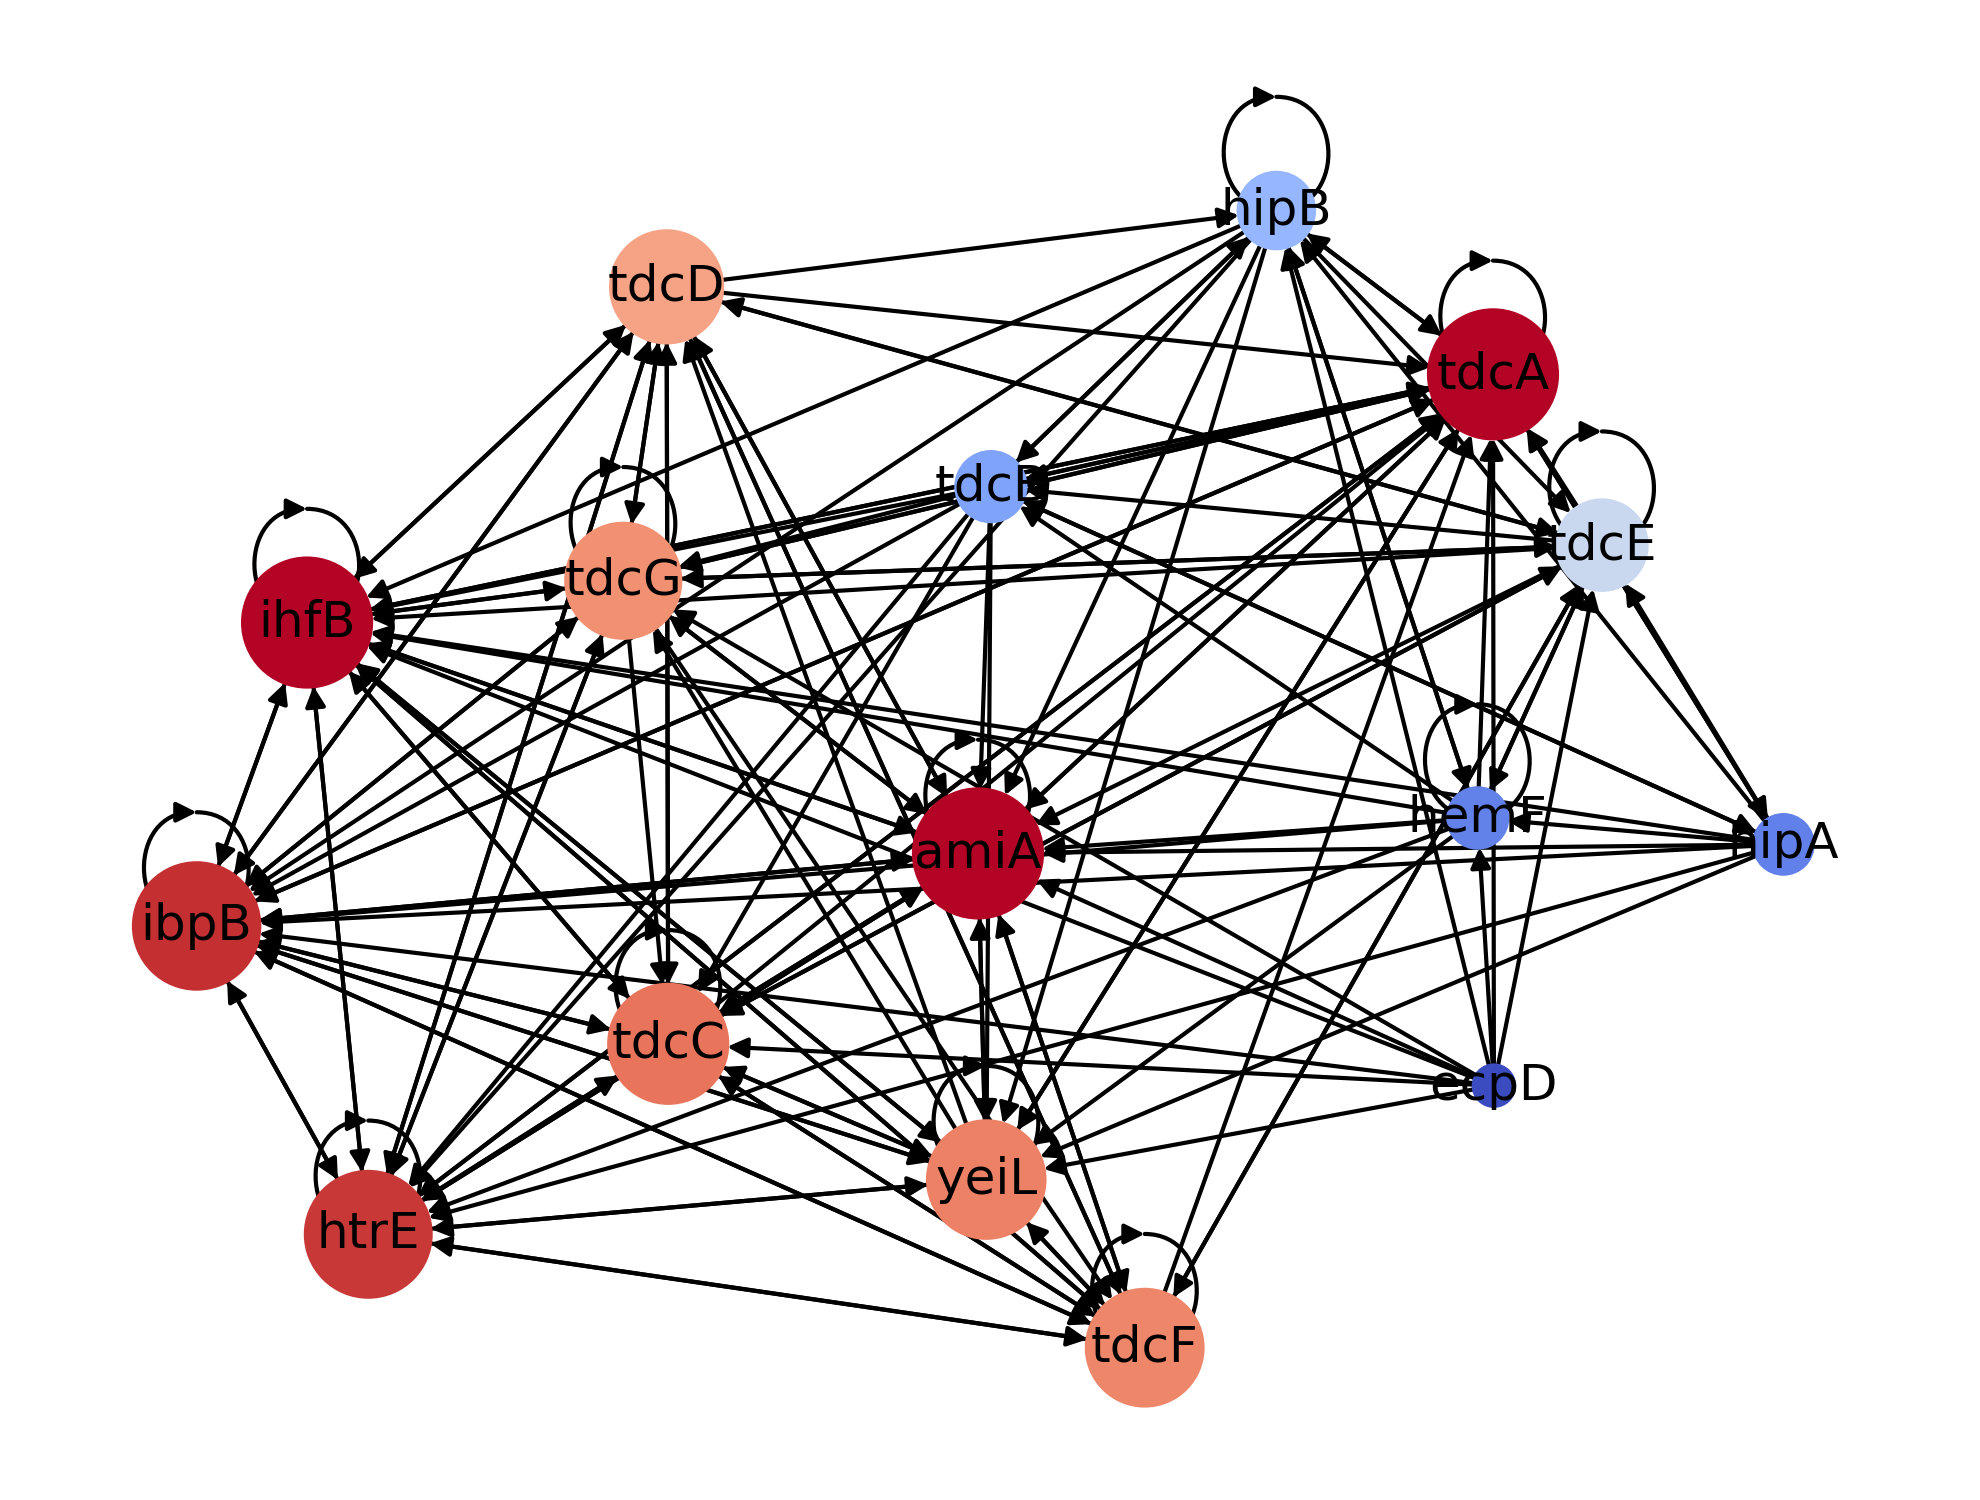 hipB
tdcD
tdcA
tdcB
tdcE
tdcG
ihfB
hemF
hipA
amiA
ibpB
tdcC
ecpD
yeiL
htrE
tdcF